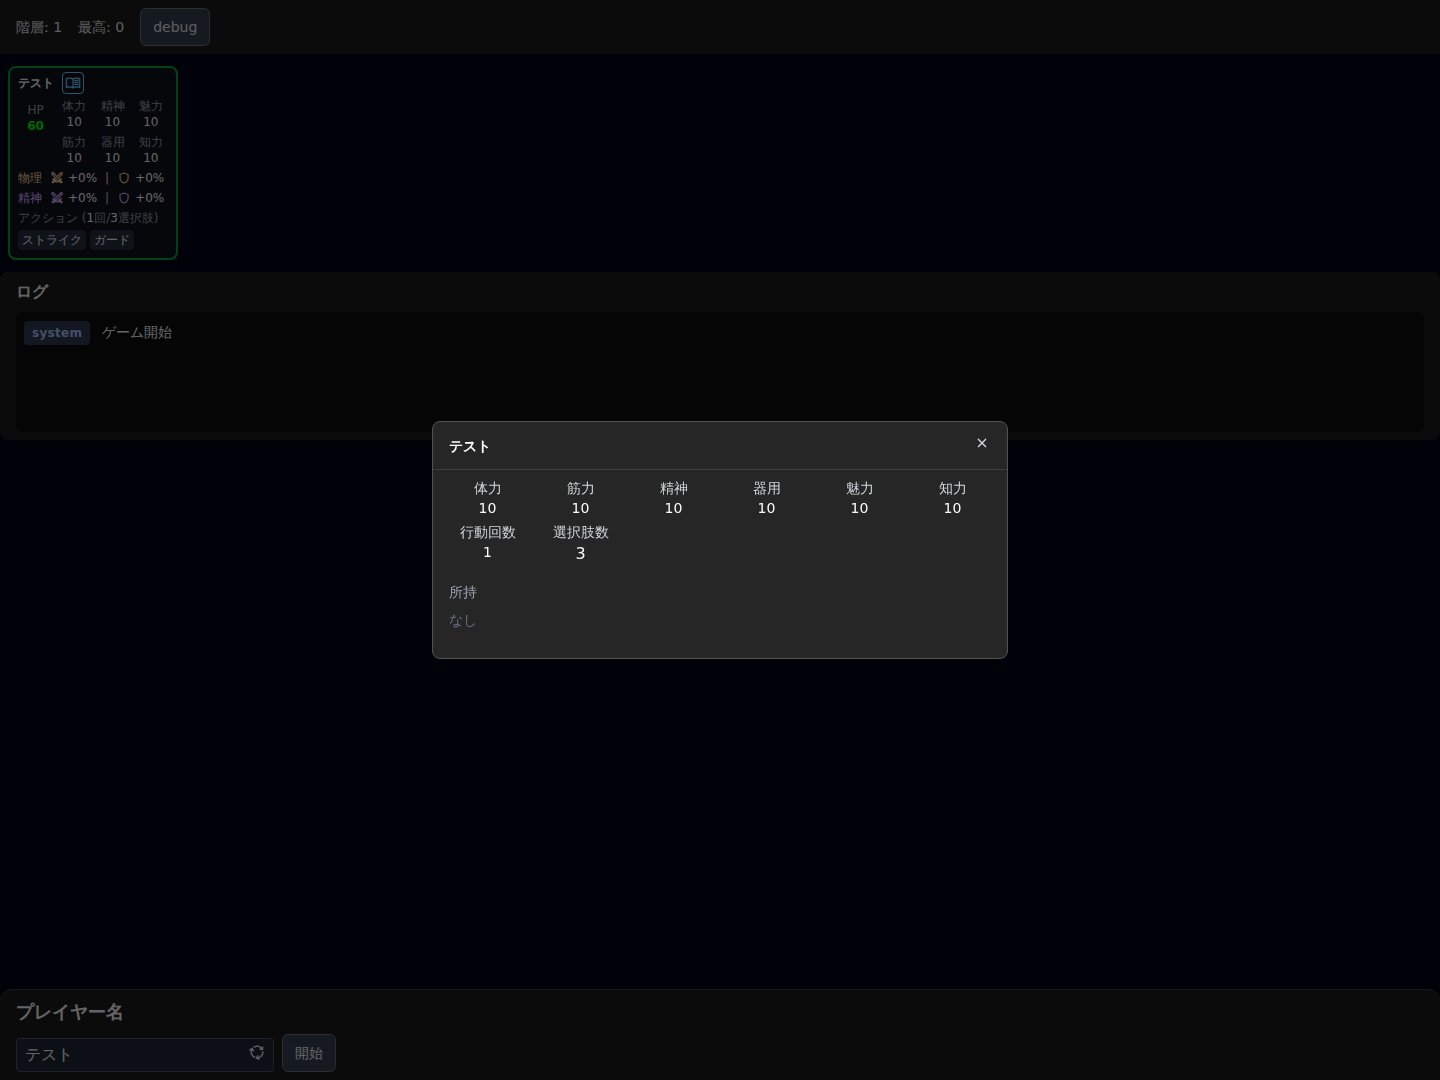 階層: 1 最高: 0 debug
テスト
HP 体力 精神 魅力
60 10 10 10
筋力 器用 知力
10 10 10
物理 +0% | +0%
精神 +0% | +0%
アクション (1回/3選択肢)
ストライク ガード
ログ
system ゲーム開始
テスト ×
体力 筋力 精神 器用 魅力 知力
10 10 10 10 10 10
行動回数 選択肢数
1 3
所持
なし
プレイヤー名
テスト 開始